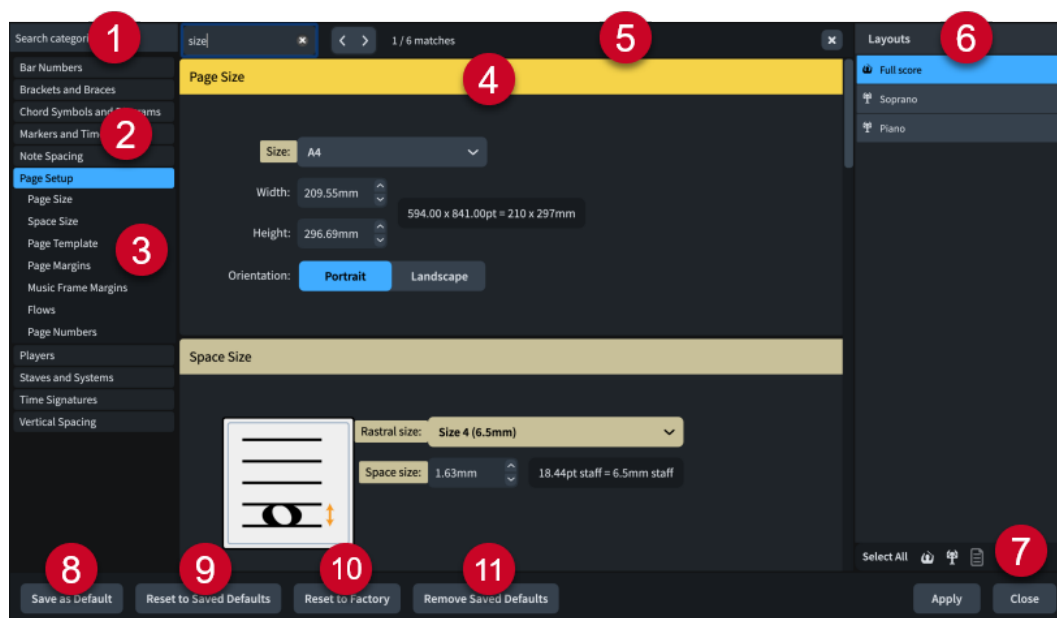 Search categori
1
size
1 / 6 matches
5
Layouts
6
Bar Numbers
Brackets and Braces
Chord Symbols and
Markers and Tim
2
Note Spacing
Page Setup
Page Size
Space Size
Page Template
3
Page Margins
Music Frame Margins
Flows
Page Numbers
Players
Staves and Systems
Time Signatures
Vertical Spacing
Page Size
4
Size: A4
Width: 209.55mm
594.00 x 841.00pt = 210 x 297mm
Height: 296.69mm
Orientation: Portrait Landscape
Space Size
Rastral size: Size 4 (6.5mm)
Space size: 1.63mm 18.44pt staff = 6.5mm staff
Full score
Soprano
Piano
Select All
7
8
9
10
11
Save as Default
Reset to Saved Defaults
Reset to Factory
Remove Saved Defaults
Apply
Close